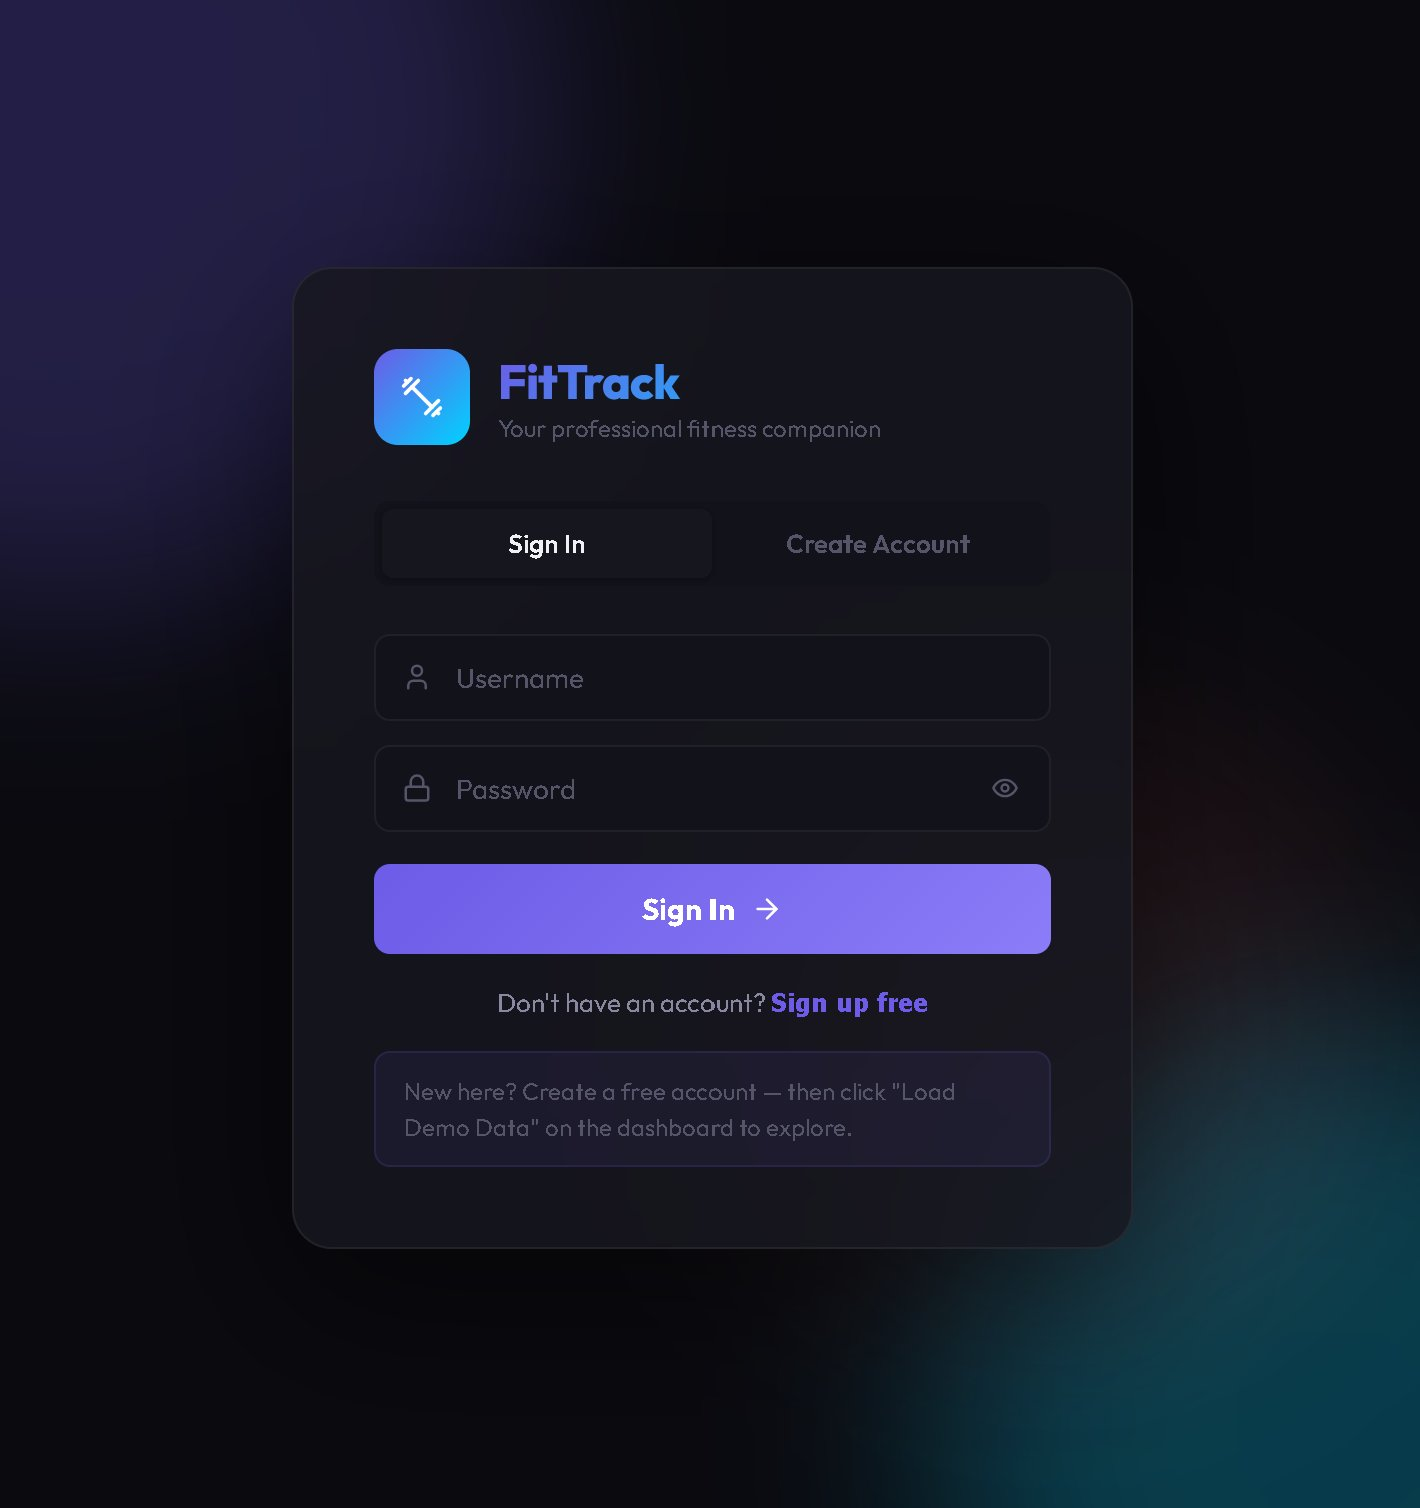 FitTrack
Your professional fitness companion
Sign In
Create Account
Username
Password
Sign In →
Don't have an account? Sign up free
New here? Create a free account — then click "Load
Demo Data" on the dashboard to explore.